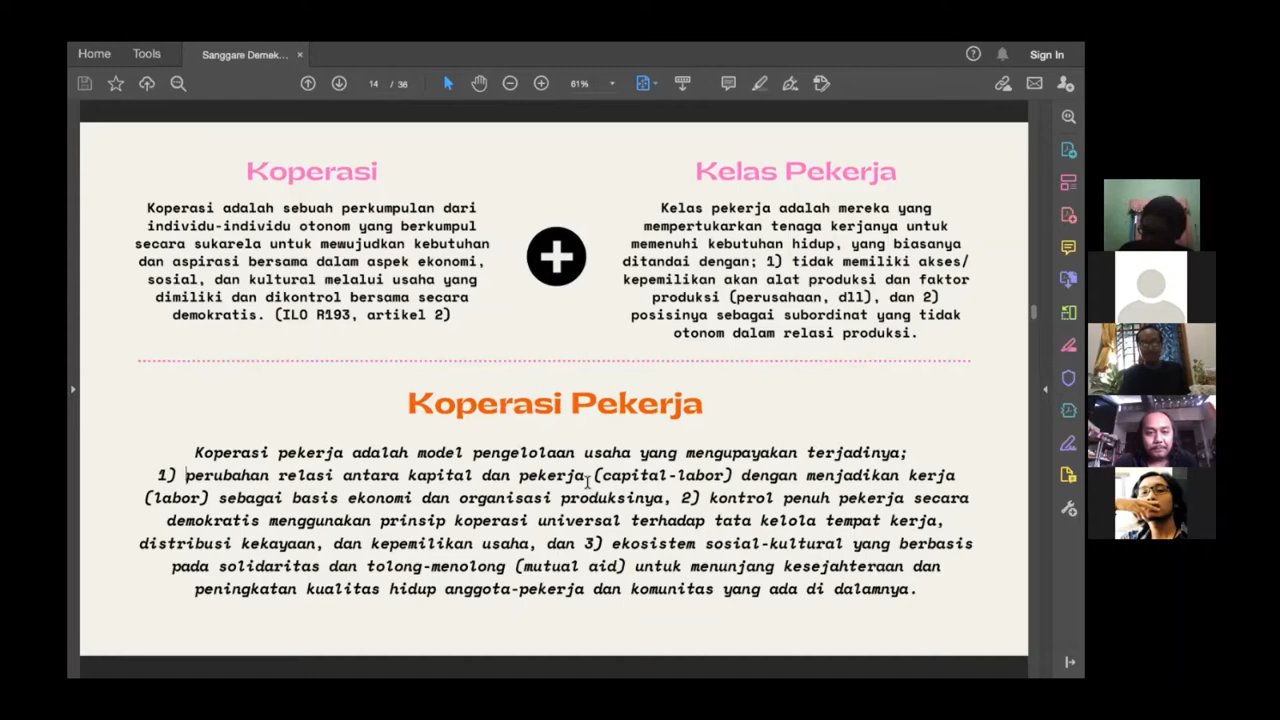 Home
Tools
Sanggare Demek...
Sign In
14 / 36
61%
Koperasi
Koperasi adalah sebuah perkumpulan dari
individu-individu otonom yang berkumpul
secara sukarela untuk mewujudkan kebutuhan
dan aspirasi bersama dalam aspek ekonomi,
sosial, dan kultural melalui usaha yang
dimiliki dan dikontrol bersama secara
demokratis. (ILO R193, artikel 2)
Kelas Pekerja
Kelas pekerja adalah mereka yang
mempertukarkan tenaga kerjanya untuk
memenuhi kebutuhan hidup, yang biasanya
ditandai dengan; 1) tidak memiliki akses/
kepemilikan akan alat produksi dan faktor
produksi (perusahaan, dll), dan 2)
posisinya sebagai subordinat yang tidak
otonom dalam relasi produksi.
Koperasi Pekerja
Koperasi pekerja adalah model pengelolaan usaha yang mengupayakan terjadinya;
1) perubahan relasi antara kapital dan pekerja (capital-labor) dengan menjadikan kerja
(labor) sebagai basis ekonomi dan organisasi produksinya, 2) kontrol penuh pekerja secara
demokratis menggunakan prinsip koperasi universal terhadap tata kelola tempat kerja,
distribusi kekayaan, dan kepemilikan usaha, dan 3) ekosistem sosial-kultural yang berbasis
pada solidaritas dan tolong-menolong (mutual aid) untuk menunjang kesejahteraan dan
peningkatan kualitas hidup anggota-pekerja dan komunitas yang ada di dalamnya.